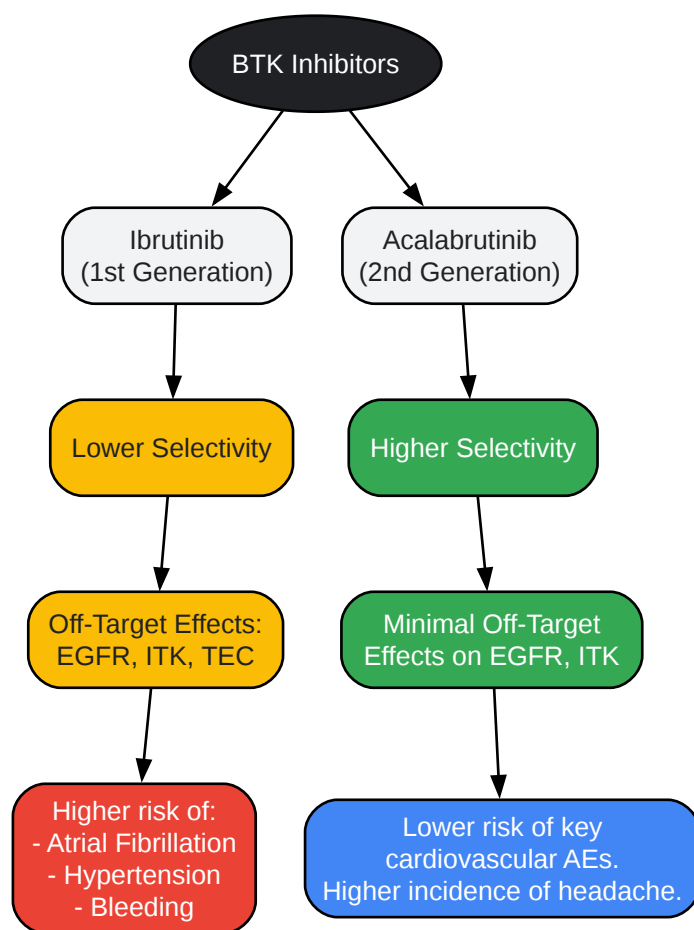 BTK Inhibitors
Ibrutinib
(1st Generation)
Acalabrutinib
(2nd Generation)
Lower Selectivity
Higher Selectivity
Off-Target Effects:
EGFR, ITK, TEC
Minimal Off-Target
Effects on EGFR, ITK
Higher risk of:
- Atrial Fibrillation
- Hypertension
- Bleeding
Lower risk of key
cardiovascular AEs.
Higher incidence of headache.